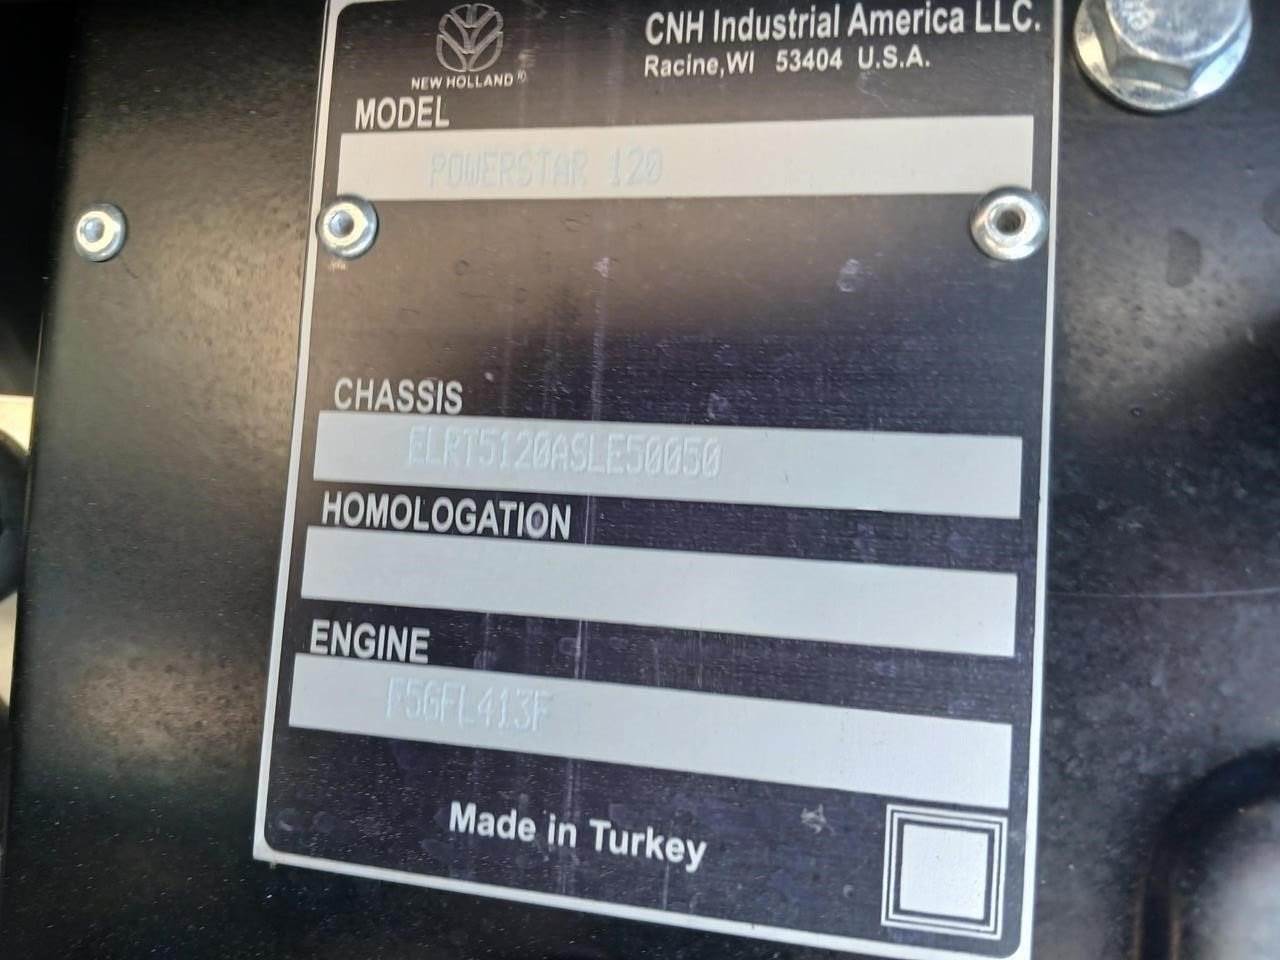 CNH Industrial America LLC.
Racine,WI 53404 U.S.A.
NEW HOLLAND®
MODEL
POWERSTAR 120
CHASSIS
ELRT5120ASLE50050
HOMOLOGATION
ENGINE
F5GFL413F
Made in Turkey